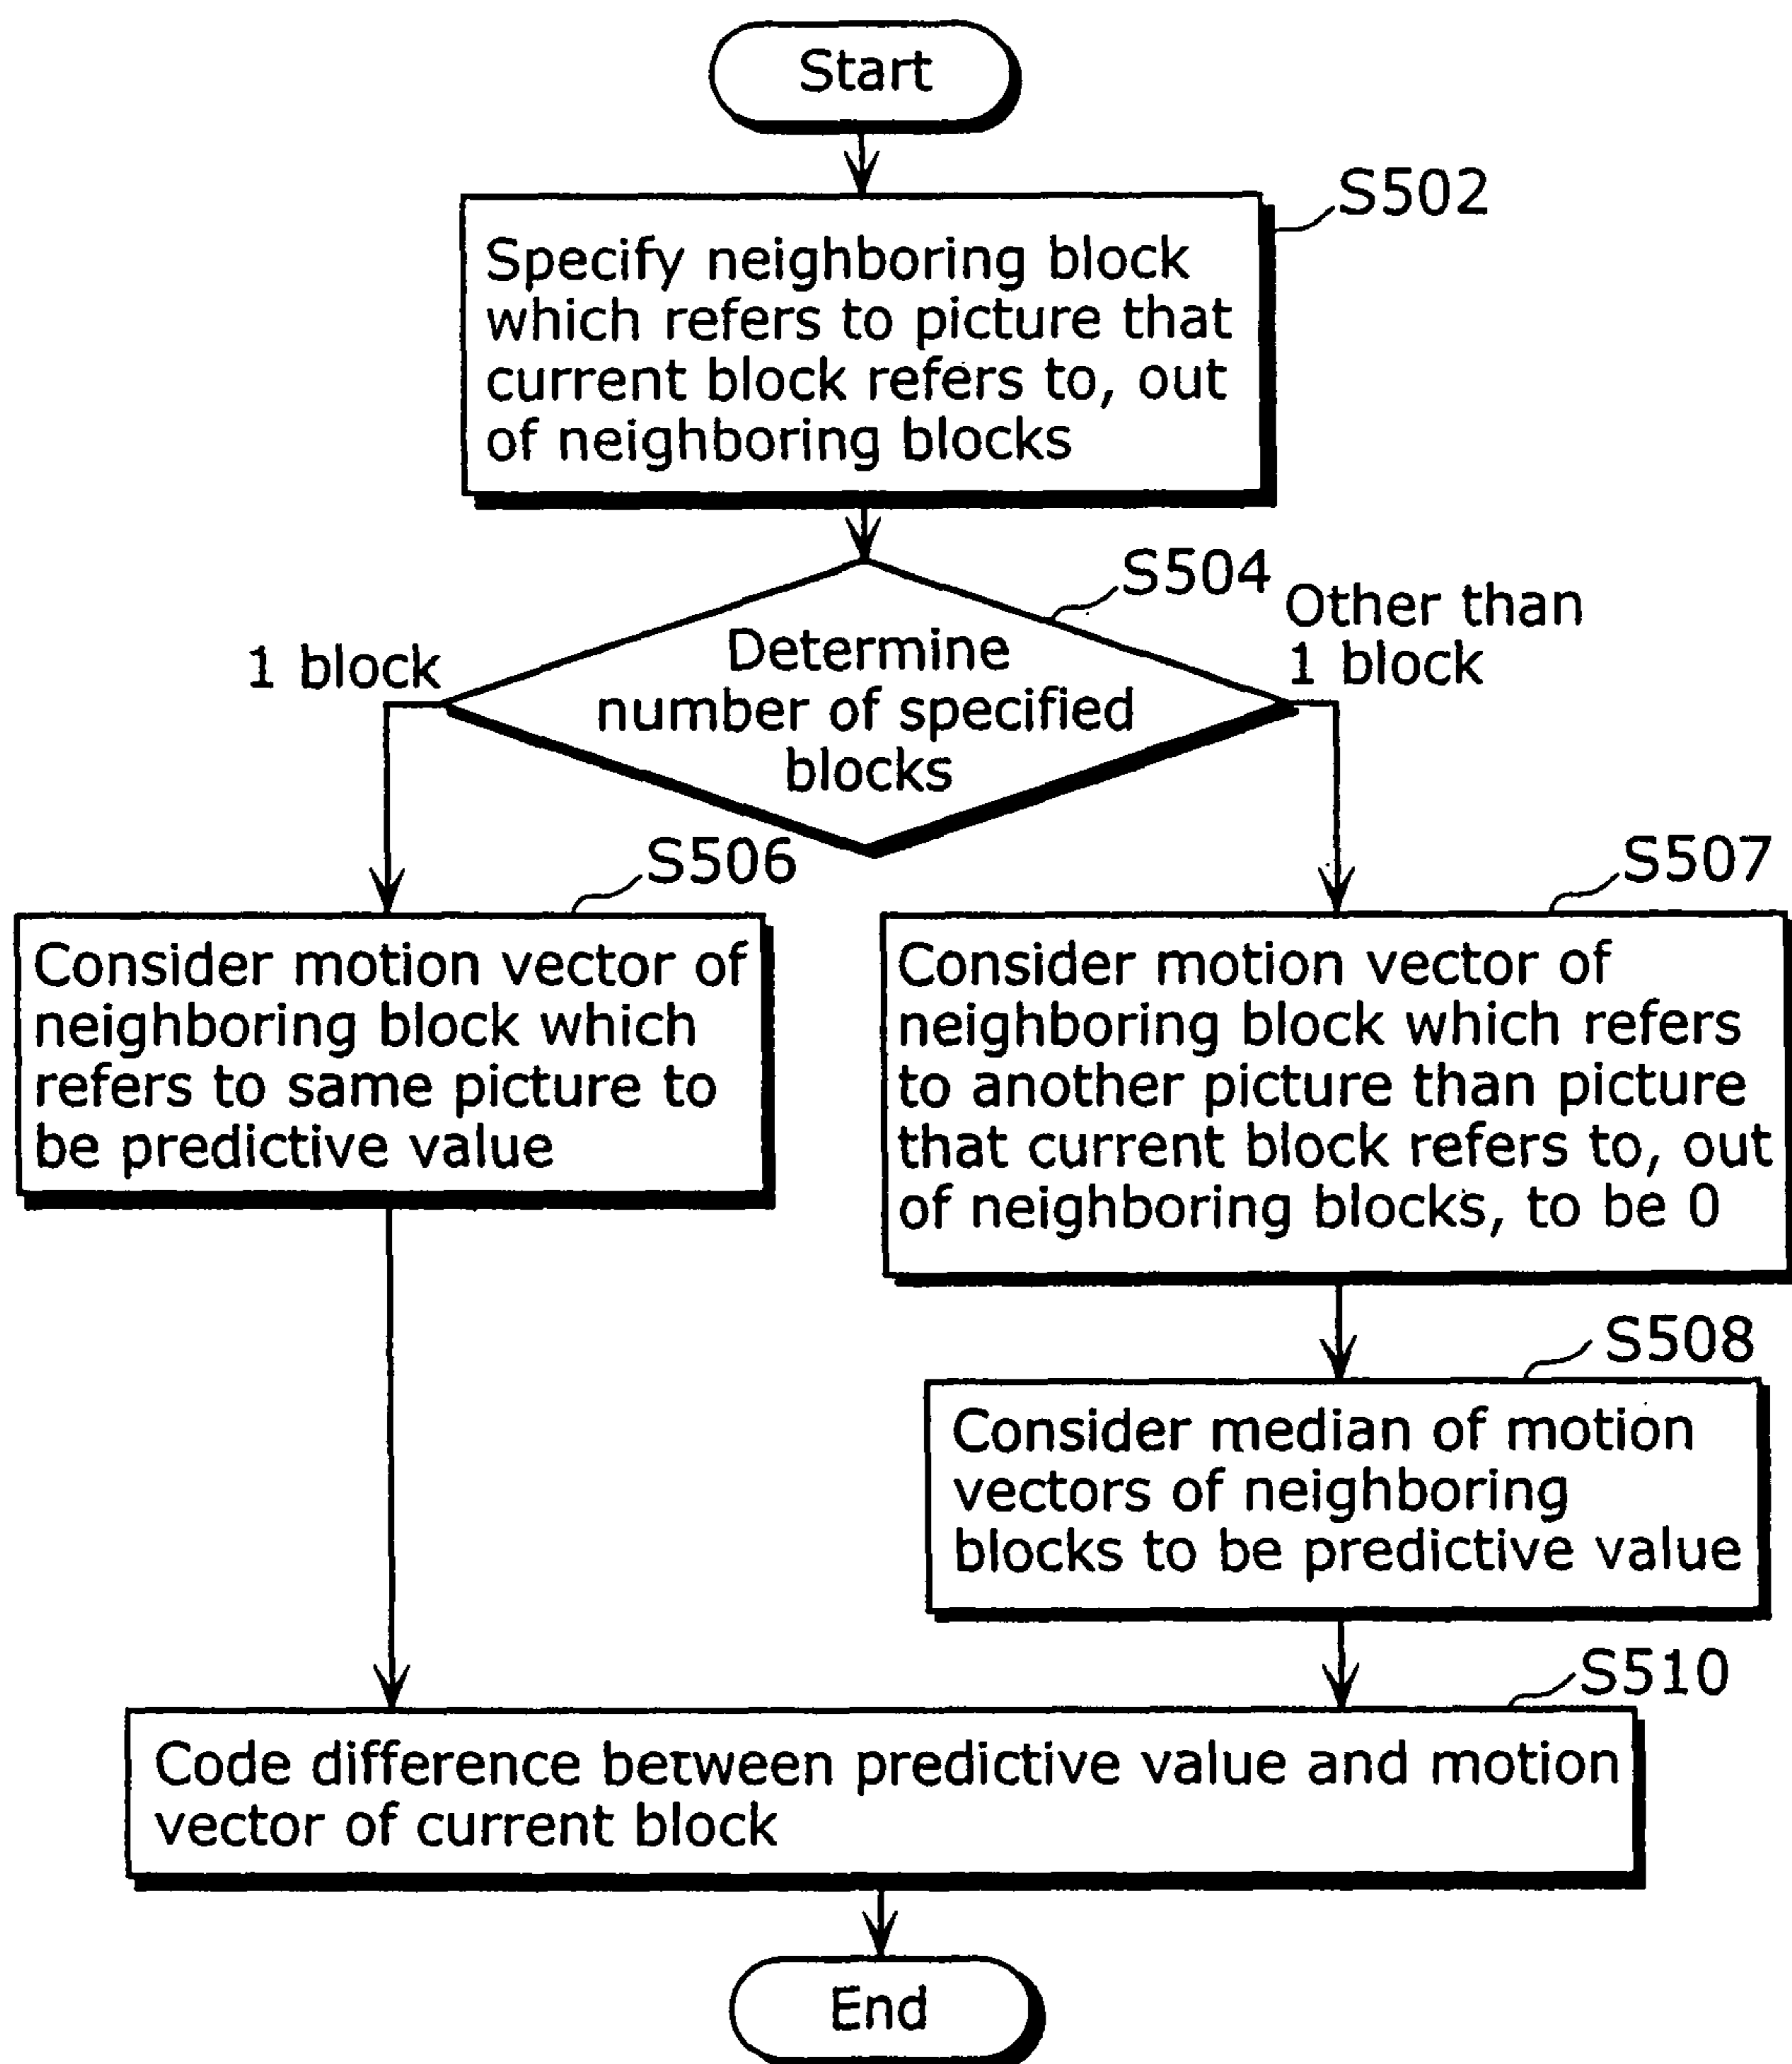 Start
S502
Specify neighboring block
which refers to picture that
current block refers to, out
of neighboring blocks
S504
Determine
number of specified
blocks
1 block
Other than
1 block
S506
Consider motion vector of
neighboring block which
refers to same picture to
be predictive value
S507
Consider motion vector of
neighboring block which refers
to another picture than picture
that current block refers to, out
of neighboring blocks, to be 0
S508
Consider median of motion
vectors of neighboring
blocks to be predictive value
S510
Code difference between predictive value and motion
vector of current block
End